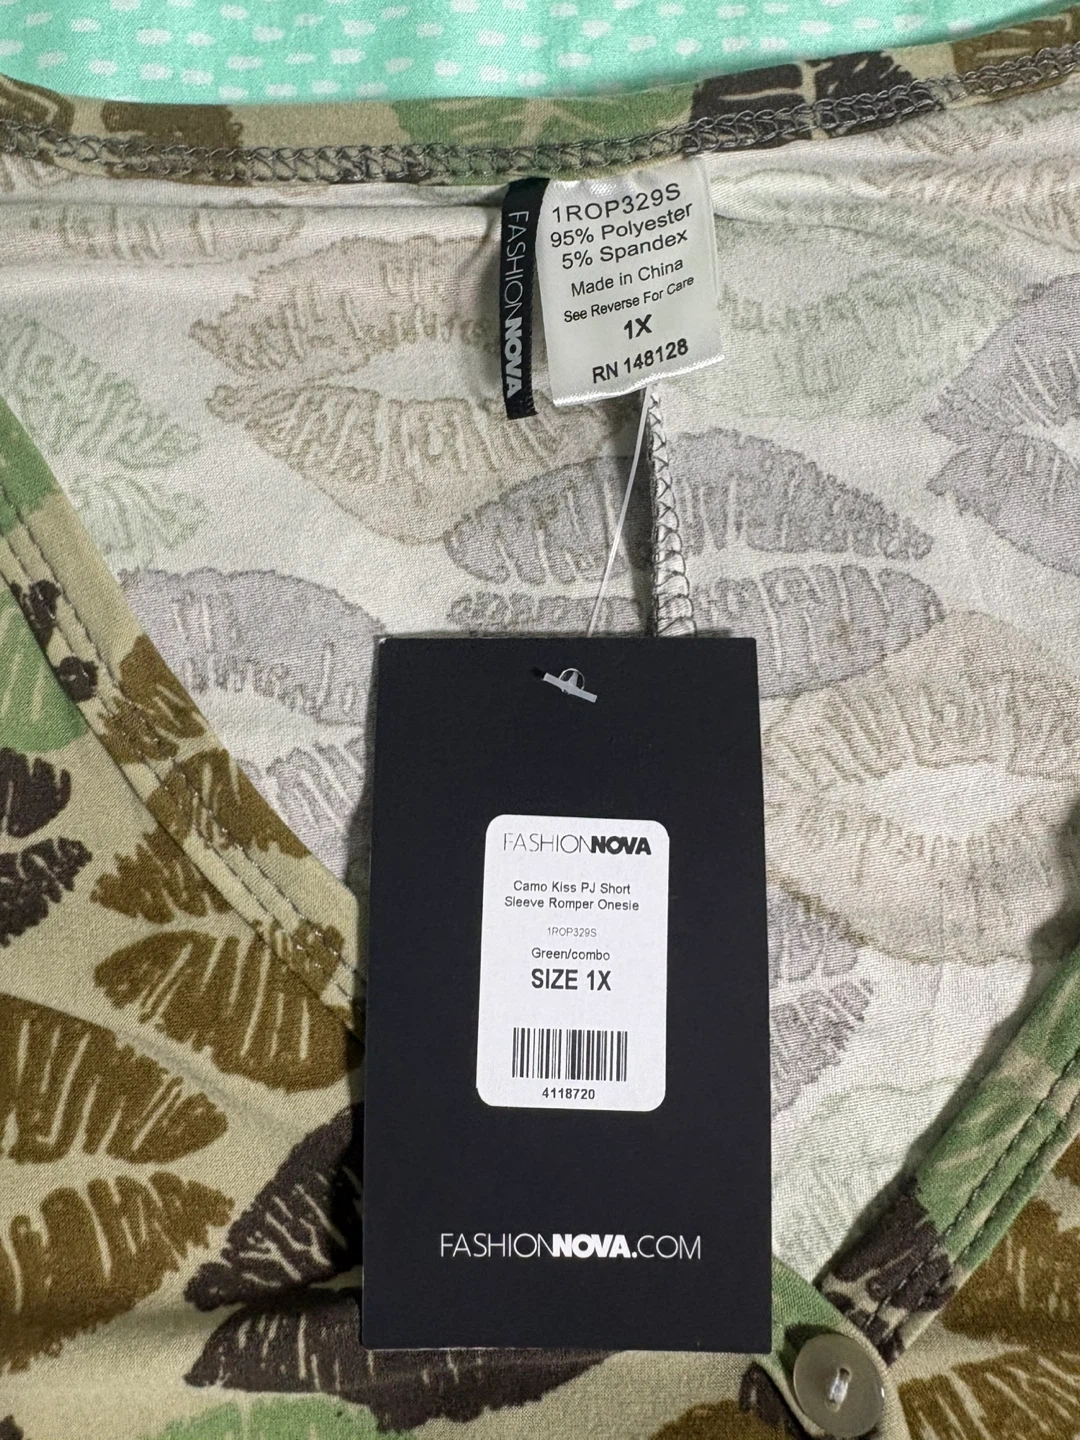 FASHIONNOVA
1ROP329S
95% Polyester
5% Spandex
Made in China
See Reverse For Care
1X
RN 148128
FASHIONNOVA
Camo Kiss PJ Short
Sleeve Romper Onesie
1ROP329S
Green/combo
SIZE 1X
4118720
FASHIONNOVA.COM